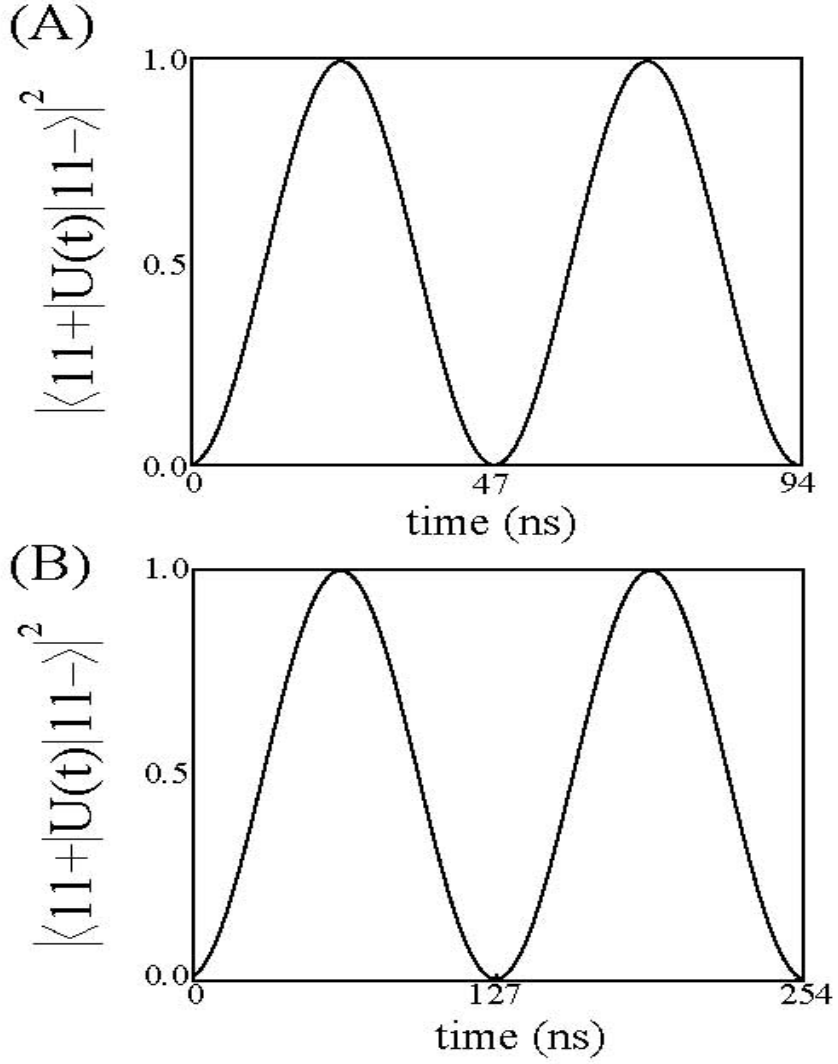 (A)
|⟨11+|U(t)|11−⟩|²
1.0
0.5
0.0
0 47 94
time (ns)
(B)
|⟨11+|U(t)|11−⟩|²
1.0
0.5
0.0
0 127 254
time (ns)